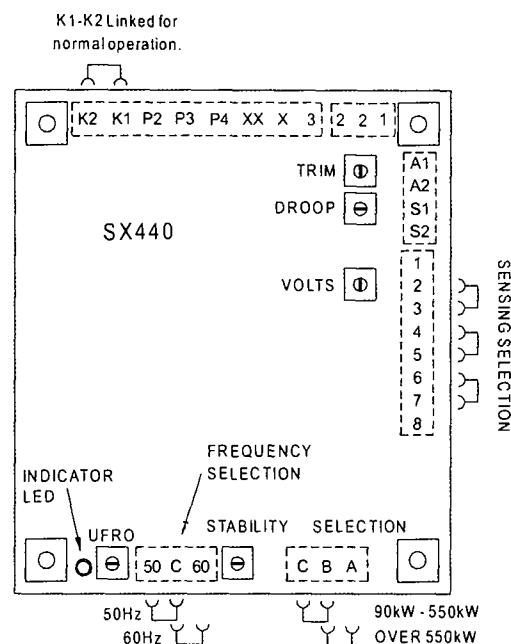 K1-K2 Linked for
normal operation.
K2 K1 P2 P3 P4 XX X 3 2 2 1
TRIM
A1
A2
DROOP
S1
S2
SX440
1
VOLTS
2
3
4
5
6
7
8
SENSING SELECTION
FREQUENCY
SELECTION
INDICATOR
LED
UFRO
STABILITY SELECTION
50 C 60
C B A
50Hz
90kW - 550kW
60Hz
OVER 550kW